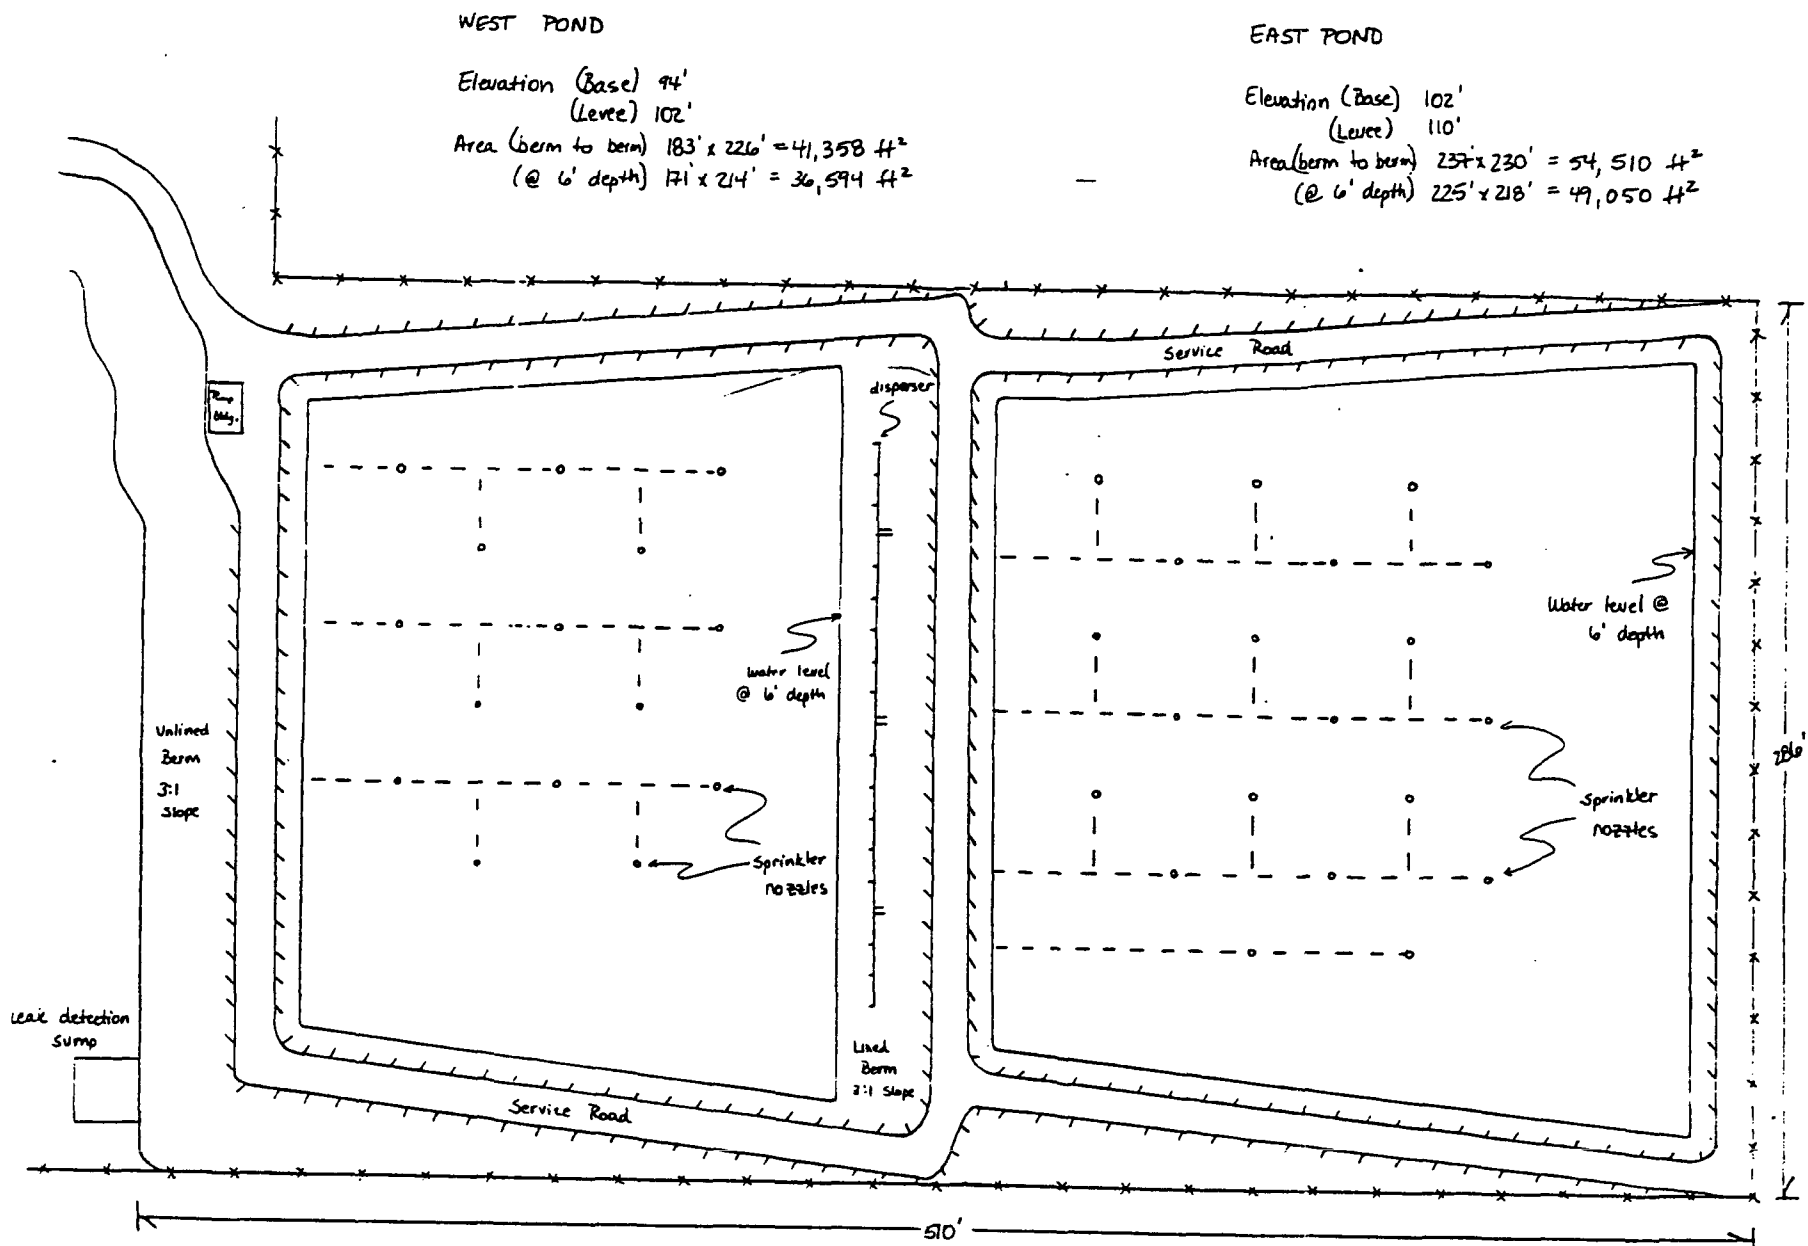 WEST POND
Elevation (Base) 94'
(Levee) 102'
Area (berm to berm) 183' x 226' = 41,358 ft²
(@ 6' depth) 171' x 214' = 36,594 ft²
EAST POND
Elevation (Base) 102'
(Levee) 110'
Area (berm to berm) 237' x 230' = 54,510 ft²
(@ 6' depth) 225' x 218' = 49,050 ft²
Service Road
disperser
Pump
Bldg.
Water level @
6' depth
water level
@ 6' depth
Unlined
Berm
3:1
Slope
Sprinkler
nozzles
Sprinkler
nozzles
Leak detection
Sump
Lined
Berm
3:1 Slope
Service Road
286'
510'